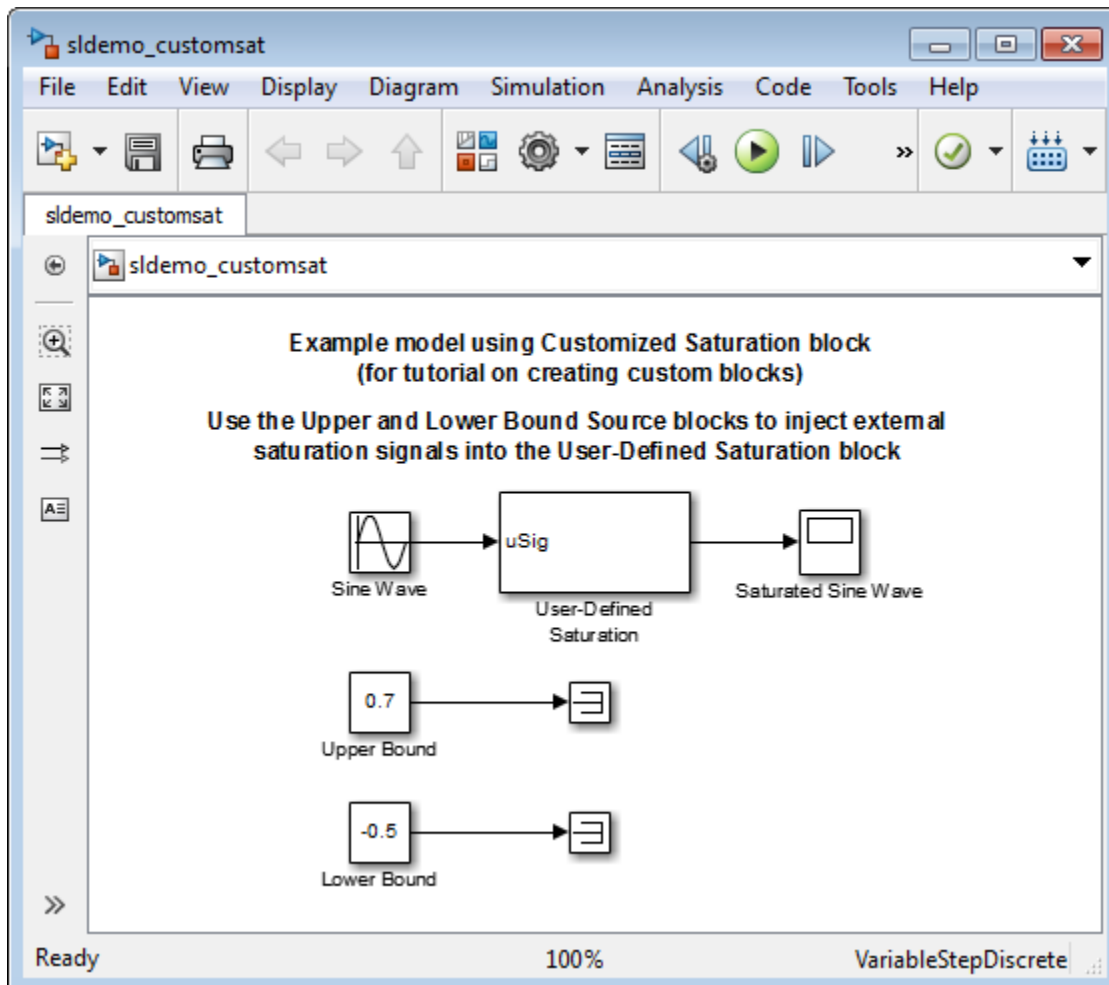 sldemo_customsat
File Edit View Display Diagram Simulation Analysis Code Tools Help
»
sldemo_customsat
sldemo_customsat
Example model using Customized Saturation block
(for tutorial on creating custom blocks)
Use the Upper and Lower Bound Source blocks to inject external
saturation signals into the User-Defined Saturation block
uSig
Sine Wave
User-Defined
Saturation
Saturated Sine Wave
0.7
Upper Bound
-0.5
Lower Bound
»
Ready 100% VariableStepDiscrete